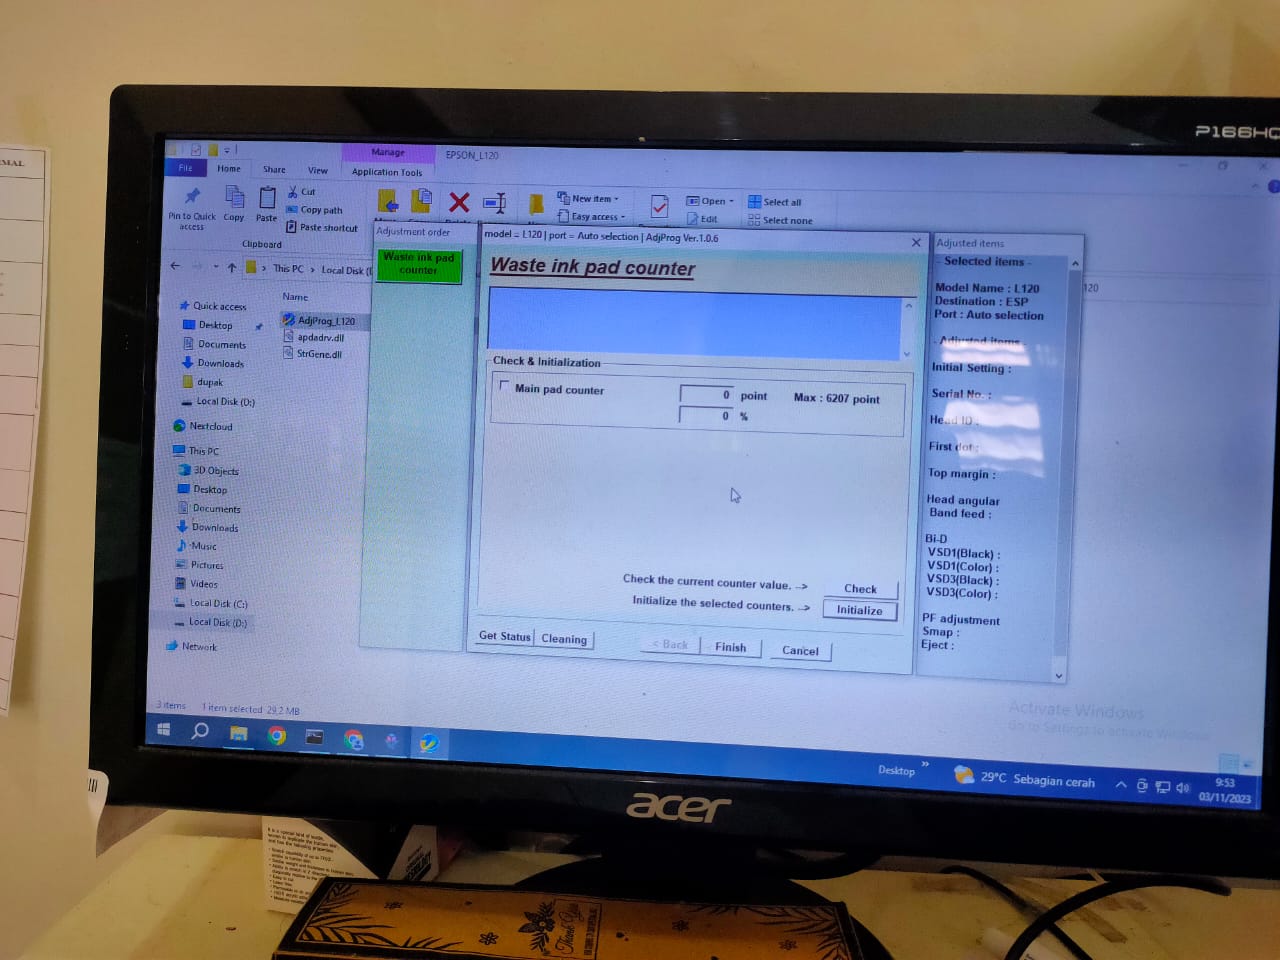 MAL
P166HQ
Manage
EPSON_L120
File
Home
Share
View
Application Tools
Pin to Quick access
Copy
Paste
Cut
Copy path
Paste shortcut
New item
Easy access
Open
Edit
Select all
Select none
Clipboard
This PC
Local Disk (
120
Quick access
Desktop
Documents
Downloads
dupak
Local Disk (D:)
Nextcloud
This PC
3D Objects
Desktop
Documents
Downloads
Music
Pictures
Videos
Local Disk (C:)
Local Disk (D:)
Network
Name
AdjProg_L120
apdadrv.dll
StrGene.dll
3 items
1 item selected 29,2 MB
Adjustment order
Waste ink pad
counter
model = L120 | port = Auto selection | AdjProg Ver.1.0.6
Waste ink pad counter
Check & Initialization
Main pad counter
0 point
Max : 6207 point
0 %
Check the current counter value. -->
Check
Initialize the selected counters. -->
Initialize
Get Status
Cleaning
< Back
Finish
Cancel
Adjusted items
- Selected items -
Model Name : L120
Destination : ESP
Port : Auto selection
- Adjusted items -
Initial Setting :
Serial No. :
Head ID :
First dot :
Top margin :
Head angular
Band feed :
Bi-D
VSD1(Black) :
VSD1(Color) :
VSD3(Black) :
VSD3(Color) :
PF adjustment
Smap :
Eject :
Activate Windows
Go to Settings to activate Windows.
Desktop
29°C Sebagian cerah
9:53
03/11/2023
acer
Thank You